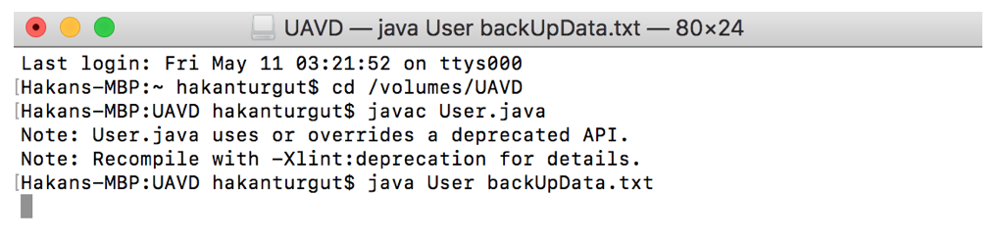 UAVD — java User backUpData.txt — 80×24
Last login: Fri May 11 03:21:52 on ttys000
[Hakans-MBP:~ hakanturgut$ cd /volumes/UAVD
[Hakans-MBP:UAVD hakanturgut$ javac User.java
Note: User.java uses or overrides a deprecated API.
Note: Recompile with -Xlint:deprecation for details.
[Hakans-MBP:UAVD hakanturgut$ java User backUpData.txt